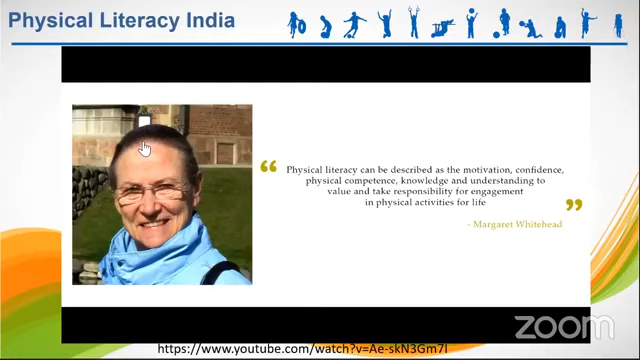 Physical Literacy India
“ Physical literacy can be described as the motivation, confidence,
physical competence, knowledge and understanding to
value and take responsibility for engagement
in physical activities for life ”
- Margaret Whitehead
zoom
https://www.youtube.com/watch?v=Ae-skN3Gm7I